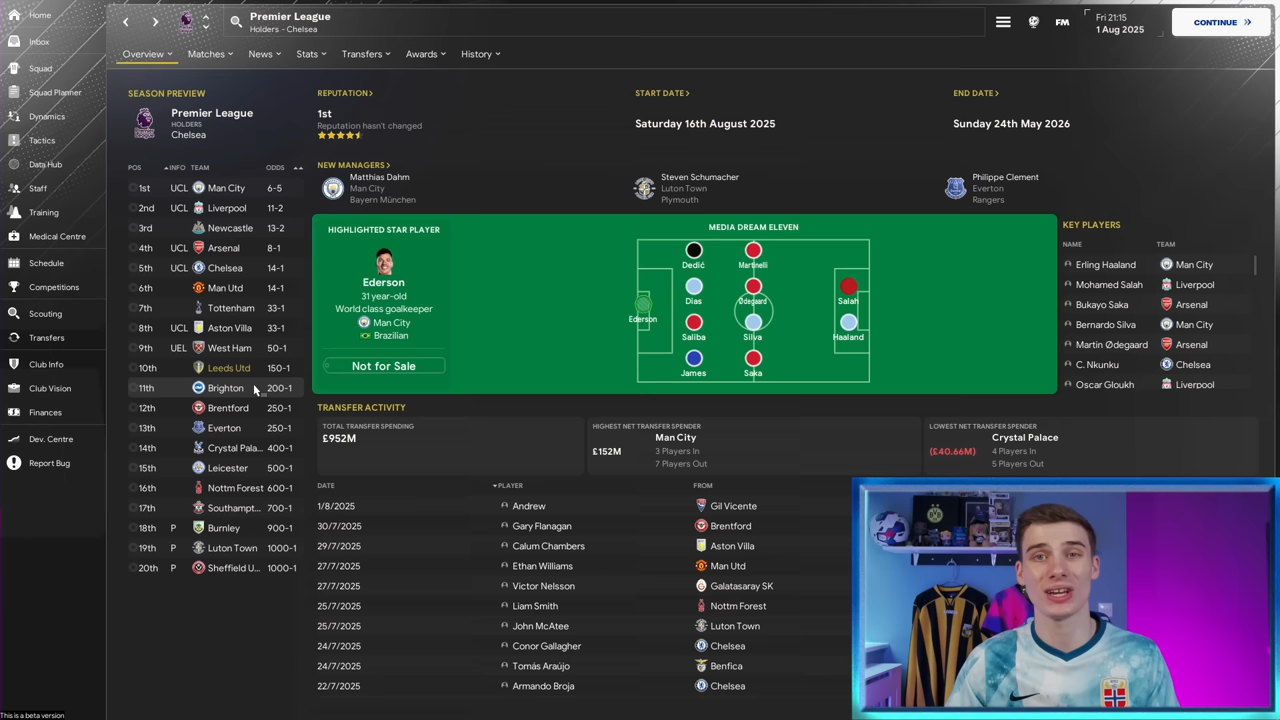 Home
Inbox
Squad
Squad Planner
Dynamics
Tactics
Data Hub
Staff
Training
Medical Centre
Schedule
Competitions
Scouting
Transfers
Club Info
Club Vision
Finances
Dev. Centre
Report Bug
This is a beta version
Premier League
Holders - Chelsea
FM
Fri 21:15
1 Aug 2025
CONTINUE
Overview
Matches
News
Stats
Transfers
Awards
History
SEASON PREVIEW
Premier League
HOLDERS
Chelsea
POS INFO TEAM ODDS
1st UCL Man City 6-5
2nd UCL Liverpool 11-2
3rd Newcastle 13-2
4th UCL Arsenal 8-1
5th UCL Chelsea 14-1
6th Man Utd 14-1
7th Tottenham 33-1
8th UCL Aston Villa 33-1
9th UEL West Ham 50-1
10th Leeds Utd 150-1
11th Brighton 200-1
12th Brentford 250-1
13th Everton 250-1
14th Crystal Pala... 400-1
15th Leicester 500-1
16th Nottm Forest 600-1
17th Southampt... 700-1
18th P Burnley 900-1
19th P Luton Town 1000-1
20th P Sheffield U... 1000-1
REPUTATION
1st
Reputation hasn't changed
START DATE
Saturday 16th August 2025
END DATE
Sunday 24th May 2026
NEW MANAGERS
Matthias Dahm
Man City
Bayern München
Steven Schumacher
Luton Town
Plymouth
Philippe Clement
Everton
Rangers
HIGHLIGHTED STAR PLAYER
Ederson
31 year-old
World class goalkeeper
Man City
Brazilian
Not for Sale
MEDIA DREAM ELEVEN
Dedić
Martinelli
Dias
Ødegaard
Salah
Ederson
Saliba
Silva
Haaland
James
Saka
KEY PLAYERS
NAME TEAM
Erling Haaland Man City
Mohamed Salah Liverpool
Bukayo Saka Arsenal
Bernardo Silva Man City
Martin Ødegaard Arsenal
C. Nkunku Chelsea
Oscar Gloukh Liverpool
TRANSFER ACTIVITY
TOTAL TRANSFER SPENDING
£952M
HIGHEST NET TRANSFER SPENDER
£152M
Man City
3 Players In
7 Players Out
LOWEST NET TRANSFER SPENDER
(£40.66M)
Crystal Palace
4 Players In
5 Players Out
DATE PLAYER FROM
1/8/2025 Andrew Gil Vicente
30/7/2025 Gary Flanagan Brentford
29/7/2025 Calum Chambers Aston Villa
27/7/2025 Ethan Williams Man Utd
27/7/2025 Victor Nelsson Galatasaray SK
25/7/2025 Liam Smith Nottm Forest
25/7/2025 John McAtee Luton Town
24/7/2025 Conor Gallagher Chelsea
24/7/2025 Tomás Araújo Benfica
22/7/2025 Armando Broja Chelsea